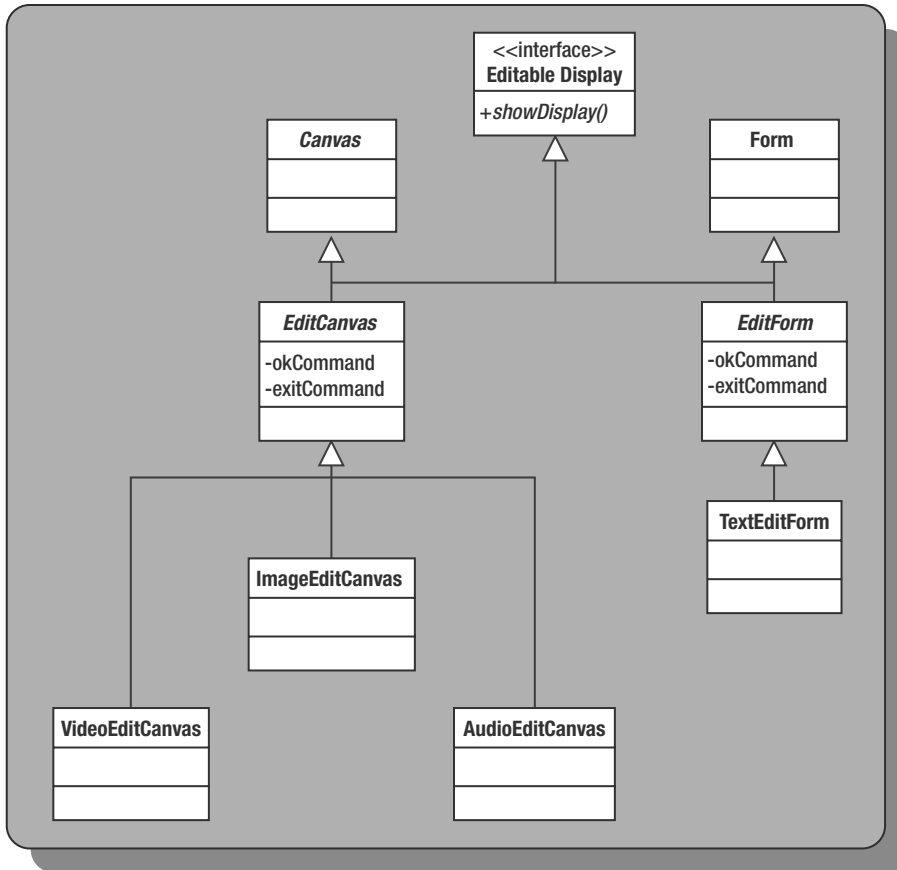 <<interface>>
Editable Display
+showDisplay()
Canvas
Form
EditCanvas
-okCommand
-exitCommand
EditForm
-okCommand
-exitCommand
TextEditForm
ImageEditCanvas
VideoEditCanvas
AudioEditCanvas